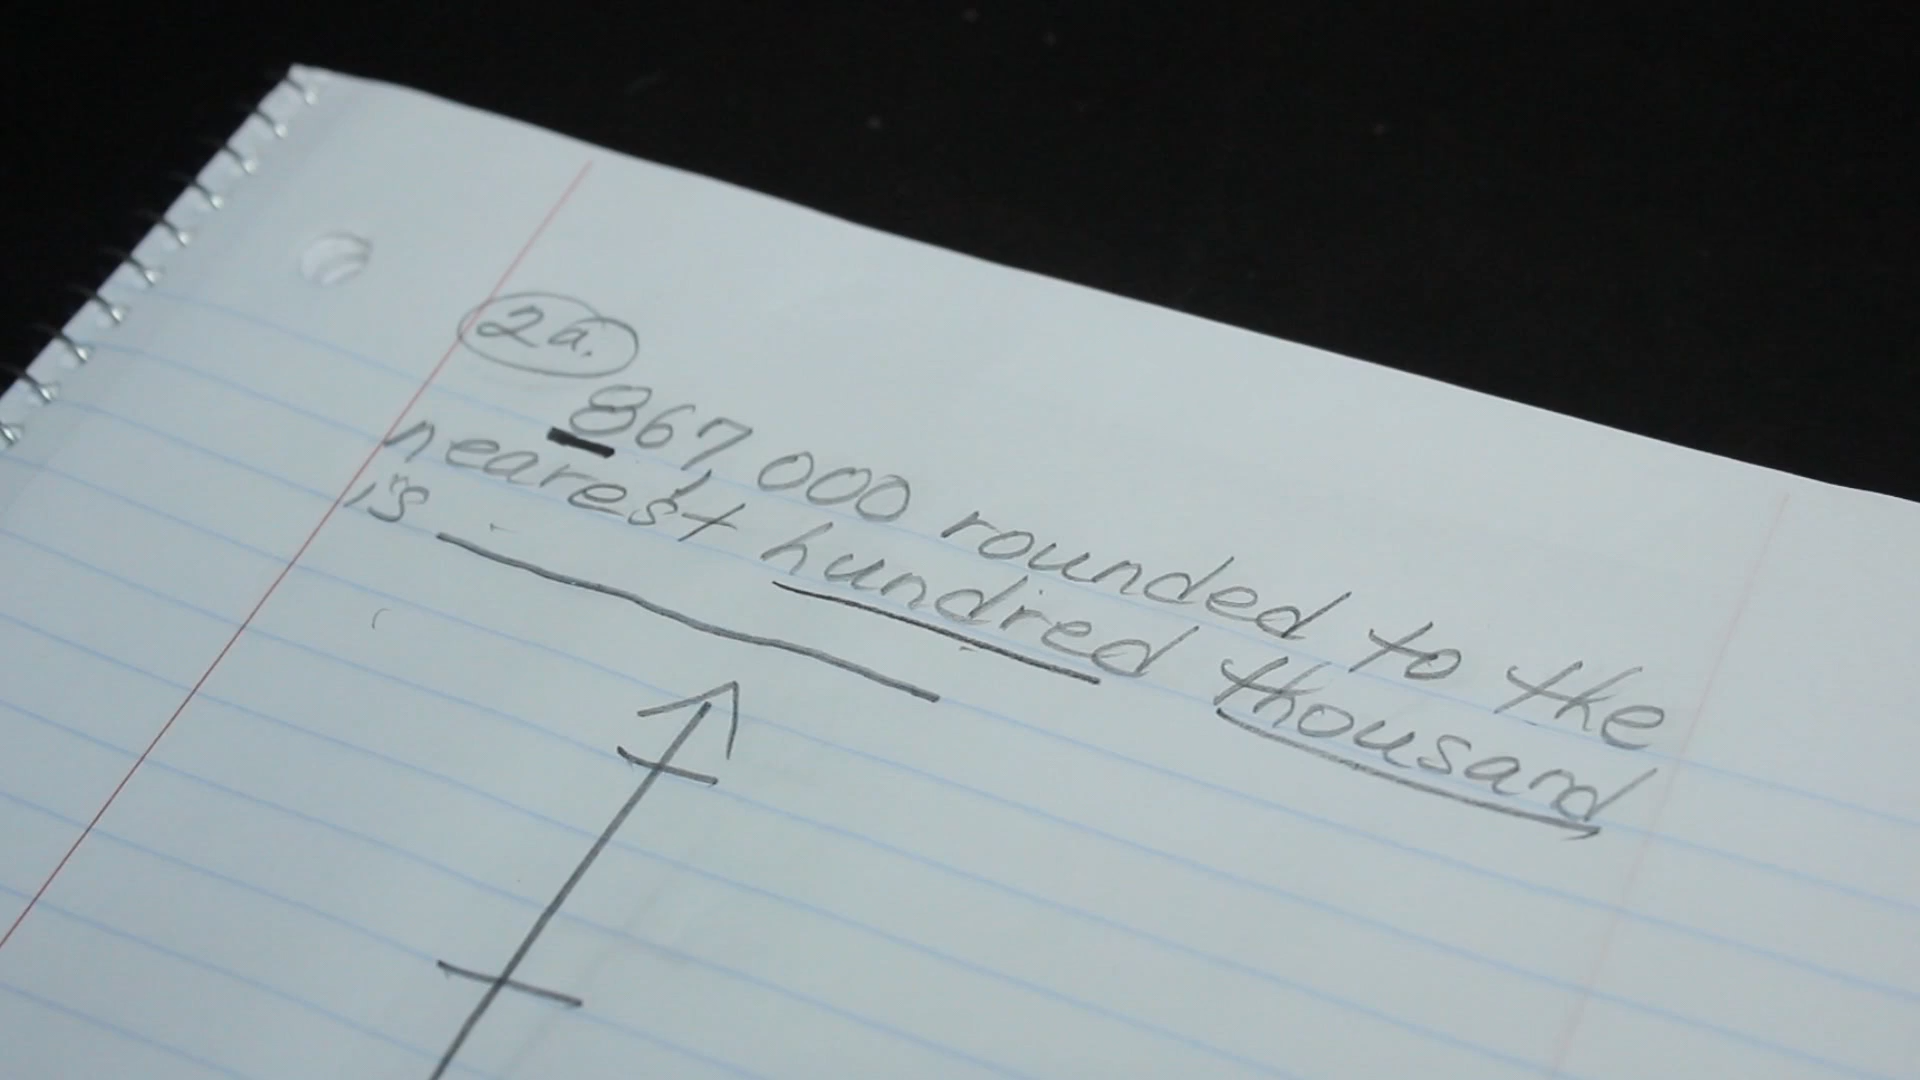 2a.
867,000 rounded to the
nearest hundred thousand
is